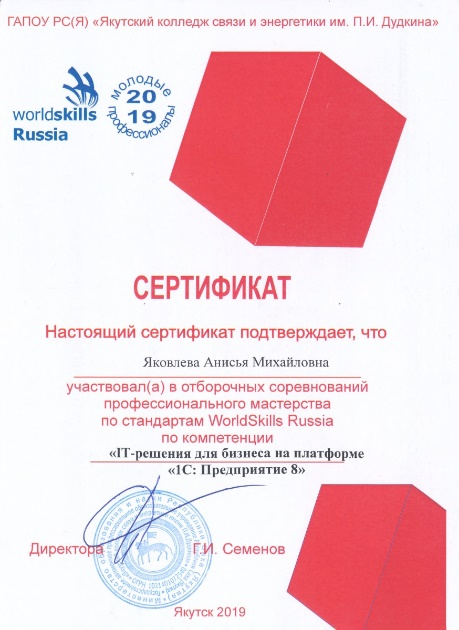 ГАПОУ РС(Я) «Якутский колледж связи и энергетики им. П.И. Дудкина»
worldskills
Russia
молодые
20
19
профессионалы
СЕРТИФИКАТ
Настоящий сертификат подтверждает, что
Яковлева Анисья Михайловна
участвовал(а) в отборочных соревнований
профессионального мастерства
по стандартам WorldSkills Russia
по компетенции
«IT-решения для бизнеса на платформе
«1С: Предприятие 8»
Директора Г.И. Семенов
Якутск 2019